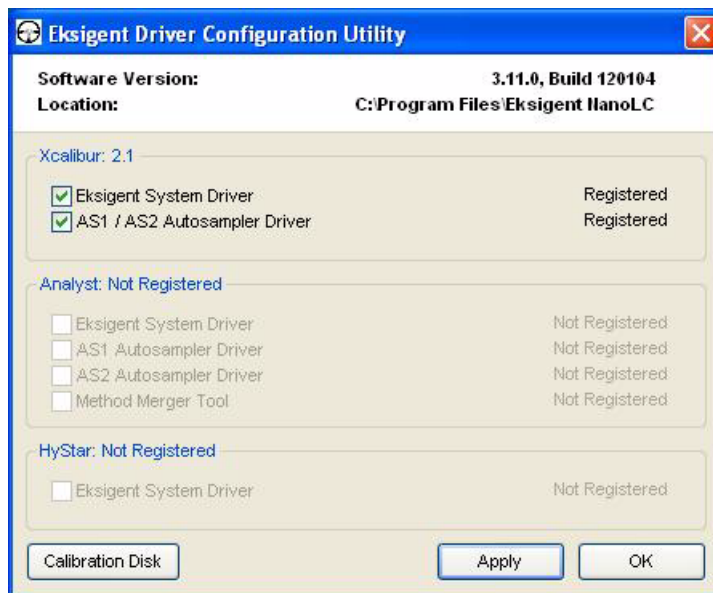 Eksigent Driver Configuration Utility
Software Version: 3.11.0, Build 120104
Location: C:\Program Files\Eksigent NanoLC
Xcalibur: 2.1
Eksigent System Driver Registered
AS1 / AS2 Autosampler Driver Registered
Analyst: Not Registered
Eksigent System Driver Not Registered
AS1 Autosampler Driver Not Registered
AS2 Autosampler Driver Not Registered
Method Merger Tool Not Registered
HyStar: Not Registered
Eksigent System Driver Not Registered
Calibration Disk Apply OK